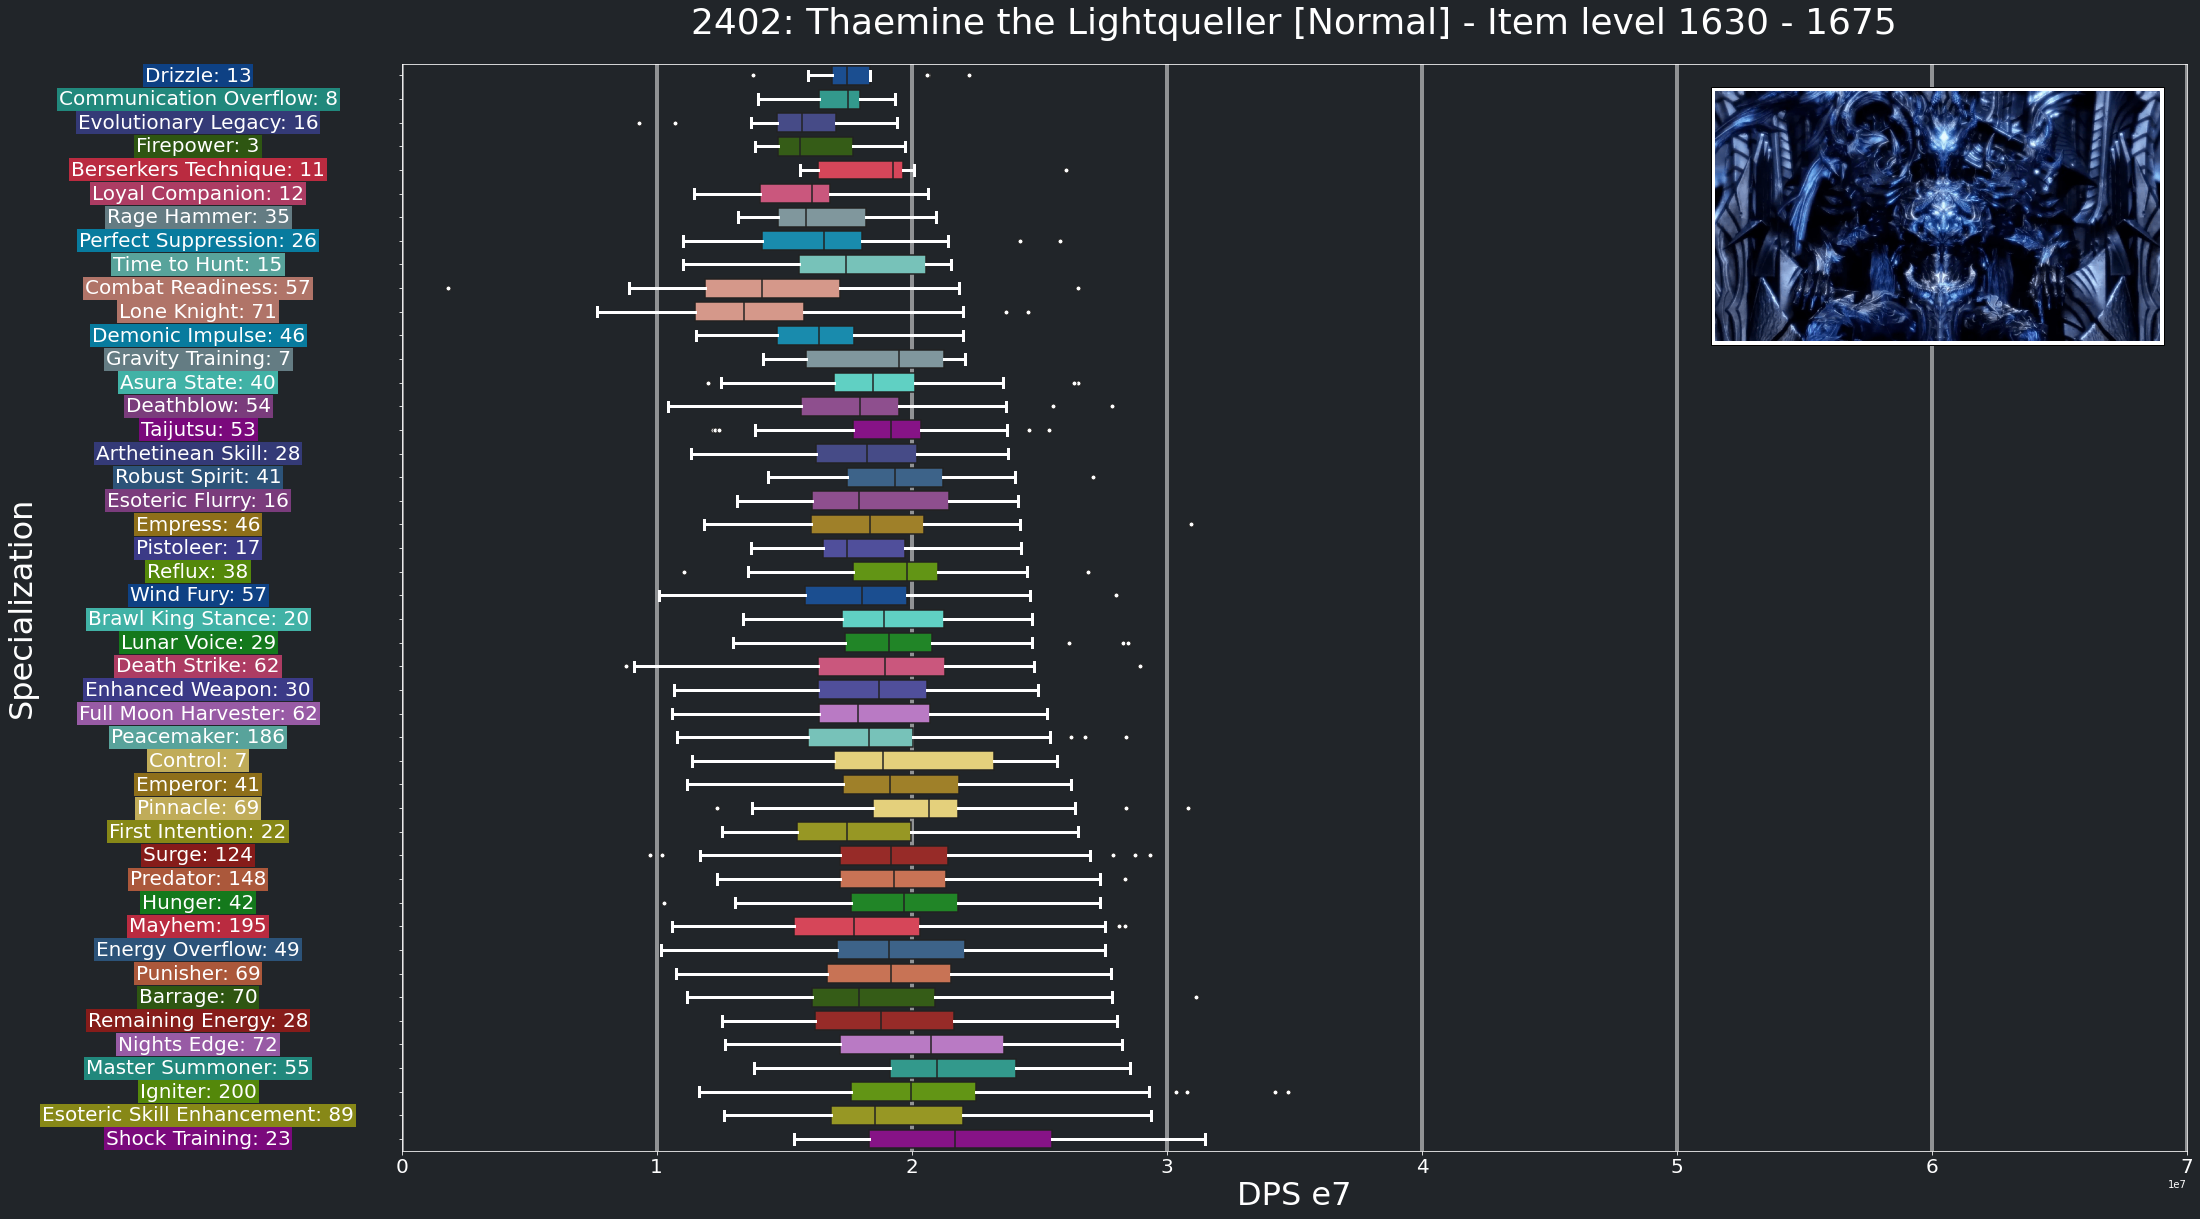 2402: Thaemine the Lightqueller [Normal] - Item level 1630 - 1675
Specialization
Drizzle: 13
Communication Overflow: 8
Evolutionary Legacy: 16
Firepower: 3
Berserkers Technique: 11
Loyal Companion: 12
Rage Hammer: 35
Perfect Suppression: 26
Time to Hunt: 15
Combat Readiness: 57
Lone Knight: 71
Demonic Impulse: 46
Gravity Training: 7
Asura State: 40
Deathblow: 54
Taijutsu: 53
Arthetinean Skill: 28
Robust Spirit: 41
Esoteric Flurry: 16
Empress: 46
Pistoleer: 17
Reflux: 38
Wind Fury: 57
Brawl King Stance: 20
Lunar Voice: 29
Death Strike: 62
Enhanced Weapon: 30
Full Moon Harvester: 62
Peacemaker: 186
Control: 7
Emperor: 41
Pinnacle: 69
First Intention: 22
Surge: 124
Predator: 148
Hunger: 42
Mayhem: 195
Energy Overflow: 49
Punisher: 69
Barrage: 70
Remaining Energy: 28
Nights Edge: 72
Master Summoner: 55
Igniter: 200
Esoteric Skill Enhancement: 89
Shock Training: 23
0 1 2 3 4 5 6 7
1e7
DPS e7